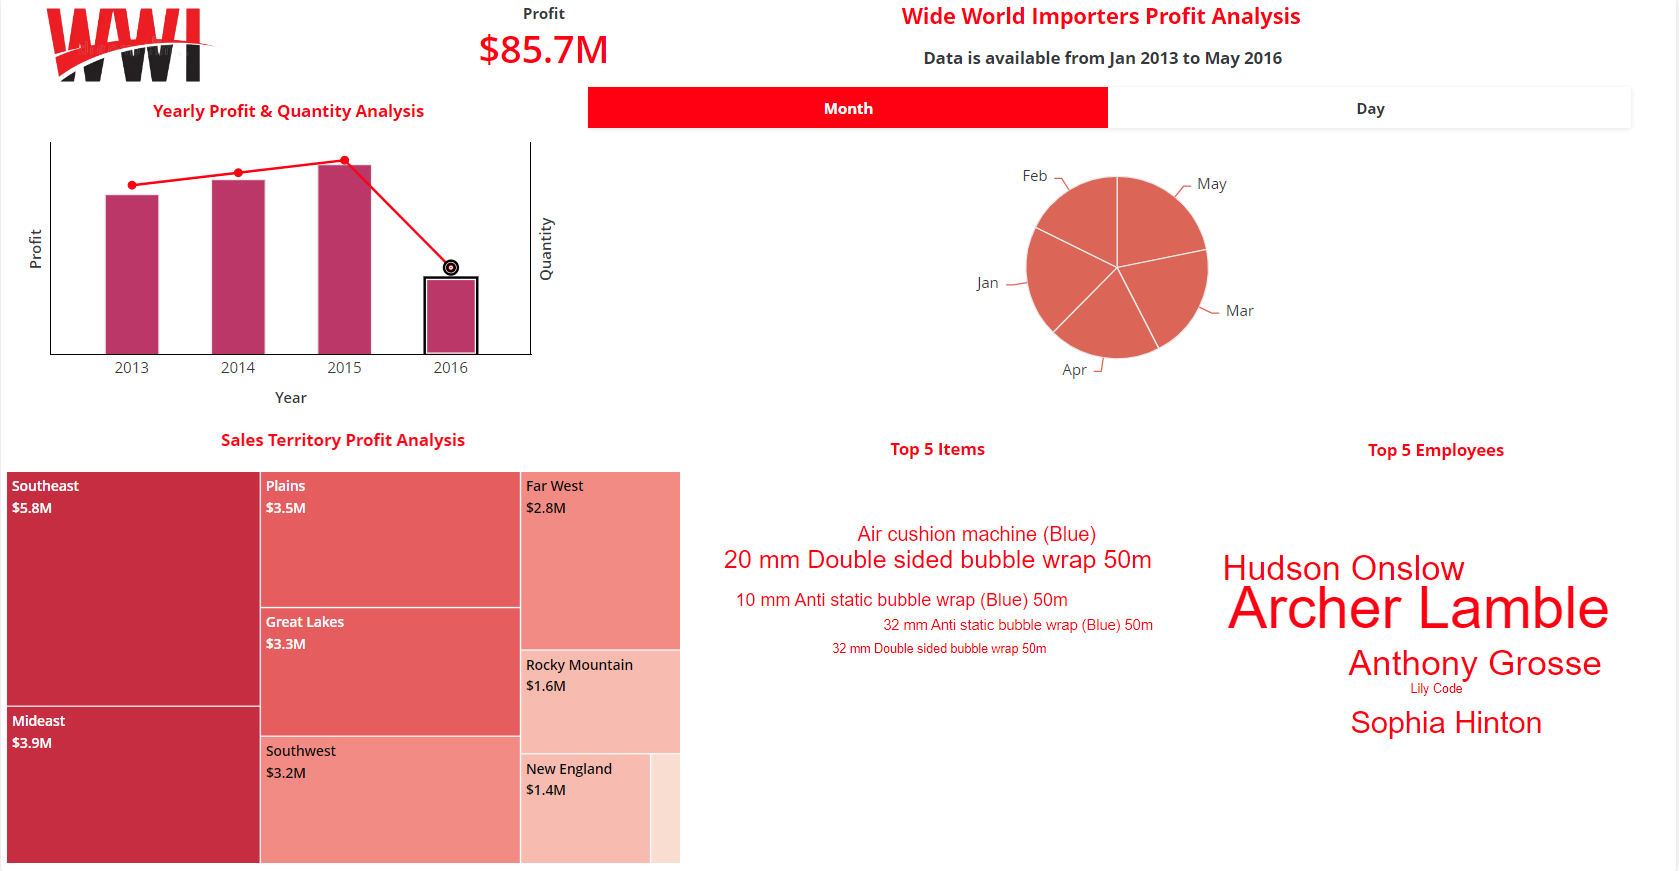 WWI
Profit
$85.7M
Wide World Importers Profit Analysis
Data is available from Jan 2013 to May 2016
Month
Day
Yearly Profit & Quantity Analysis
Profit
Quantity
2013
2014
2015
2016
Year
Feb
May
Jan
Mar
Apr
Sales Territory Profit Analysis
Southeast
$5.8M
Mideast
$3.9M
Plains
$3.5M
Great Lakes
$3.3M
Southwest
$3.2M
Far West
$2.8M
Rocky Mountain
$1.6M
New England
$1.4M
Top 5 Items
Air cushion machine (Blue)
20 mm Double sided bubble wrap 50m
10 mm Anti static bubble wrap (Blue) 50m
32 mm Anti static bubble wrap (Blue) 50m
32 mm Double sided bubble wrap 50m
Top 5 Employees
Hudson Onslow
Archer Lamble
Anthony Grosse
Lily Code
Sophia Hinton